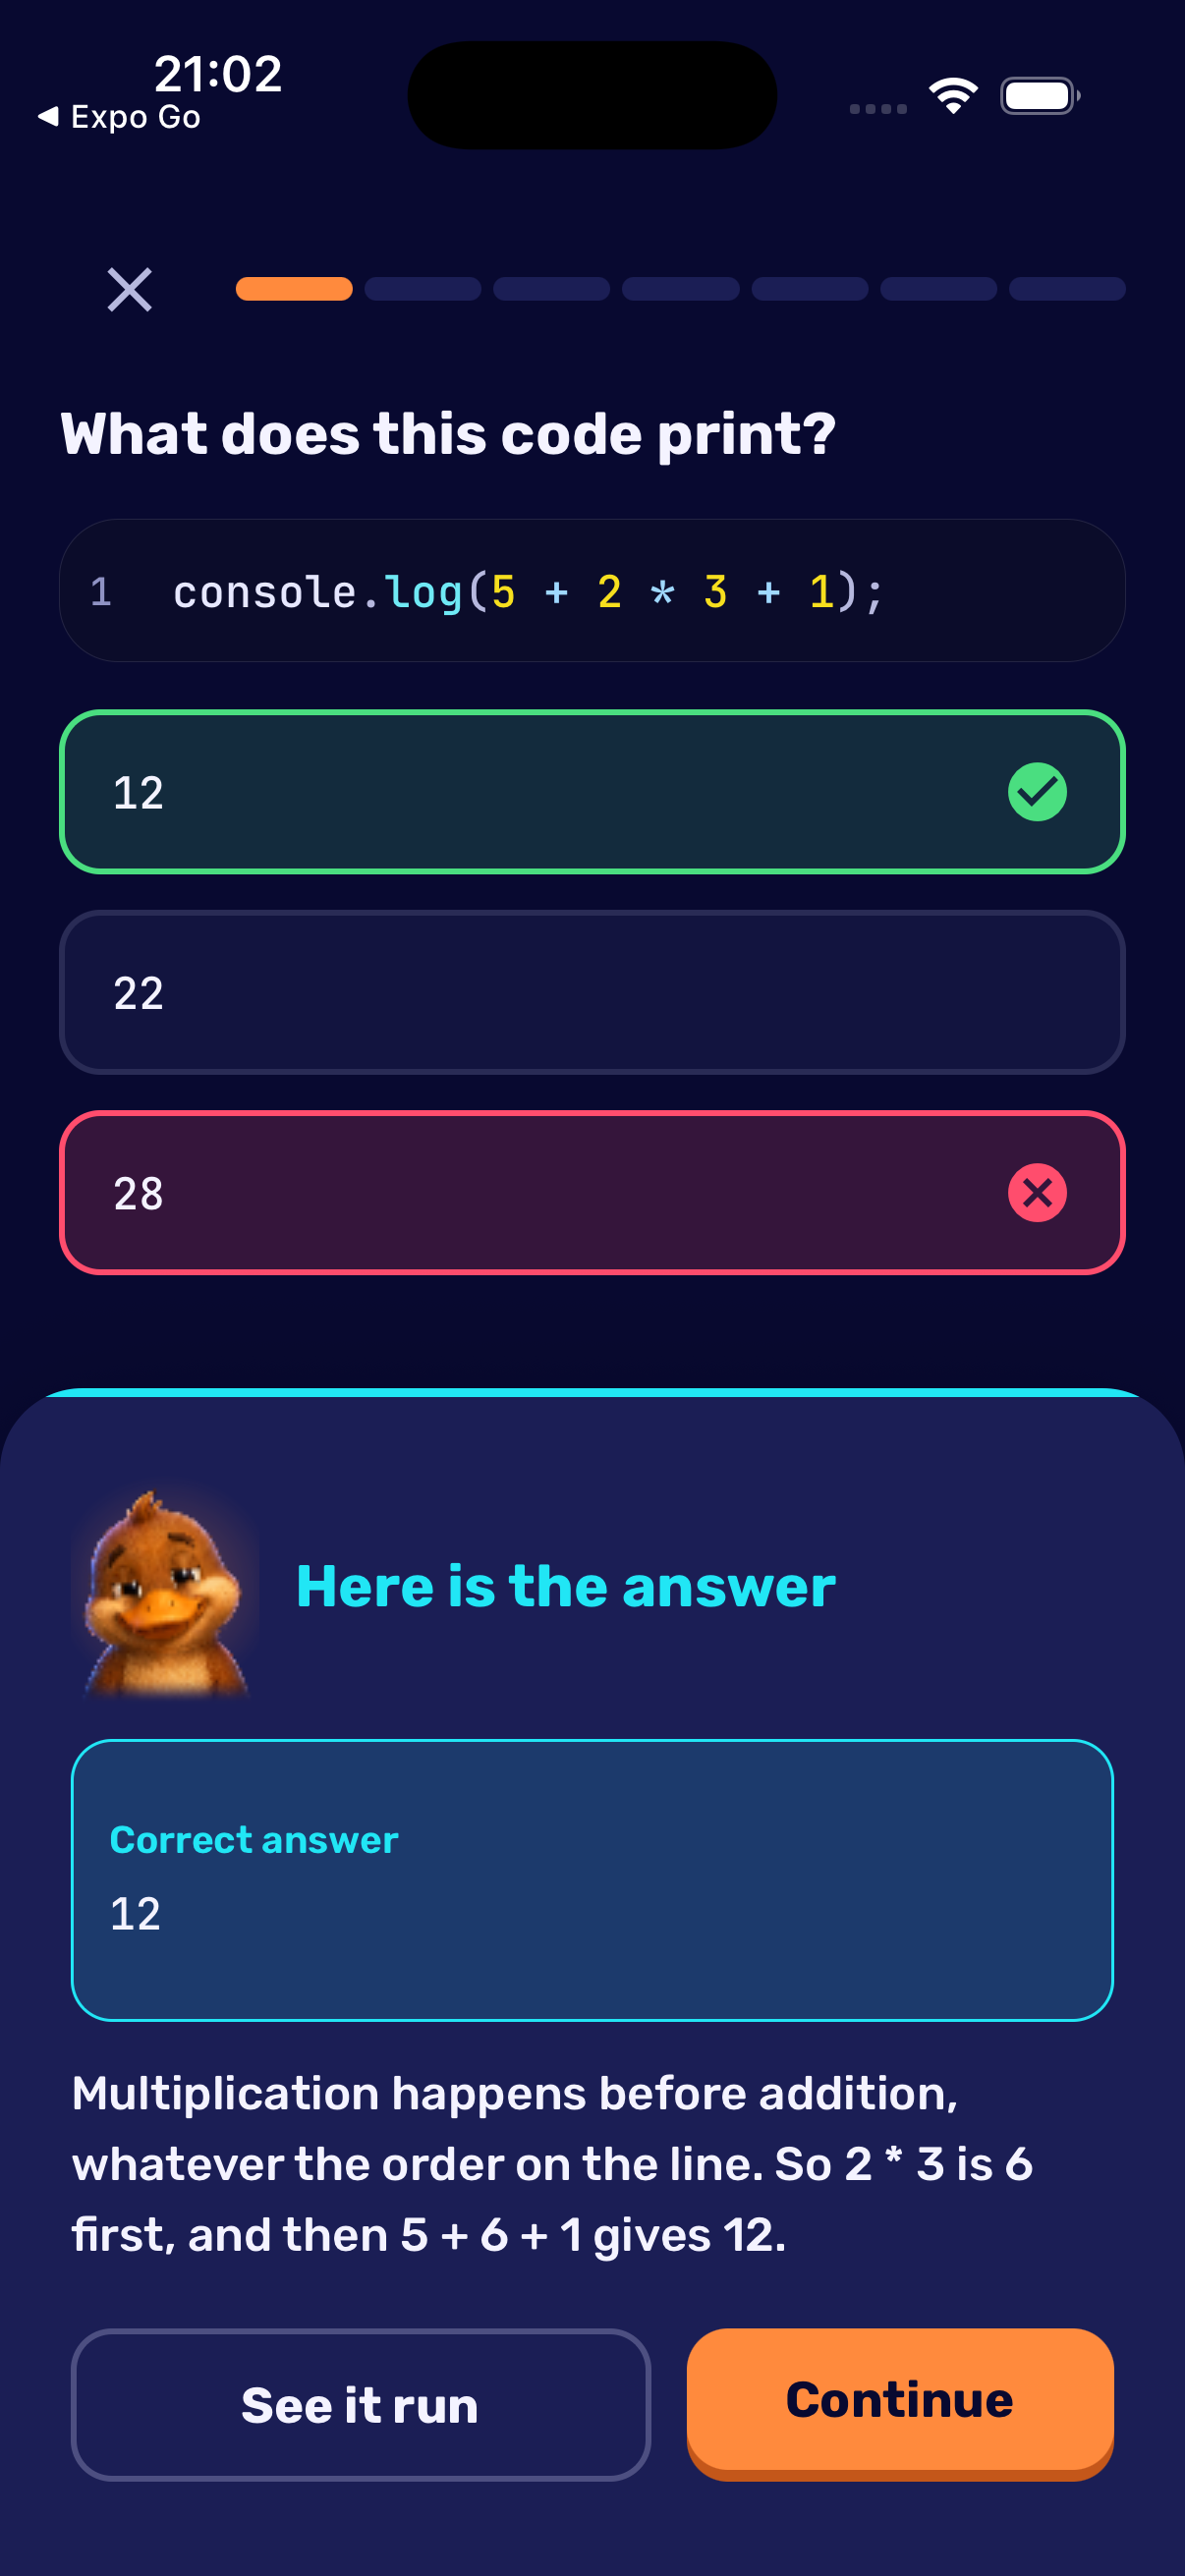 21:02
Expo Go
What does this code print?
1 console.log(5 + 2 * 3 + 1);
12
22
28
Here is the answer
Correct answer
12
Multiplication happens before addition,
whatever the order on the line. So 2 * 3 is 6
first, and then 5 + 6 + 1 gives 12.
See it run
Continue